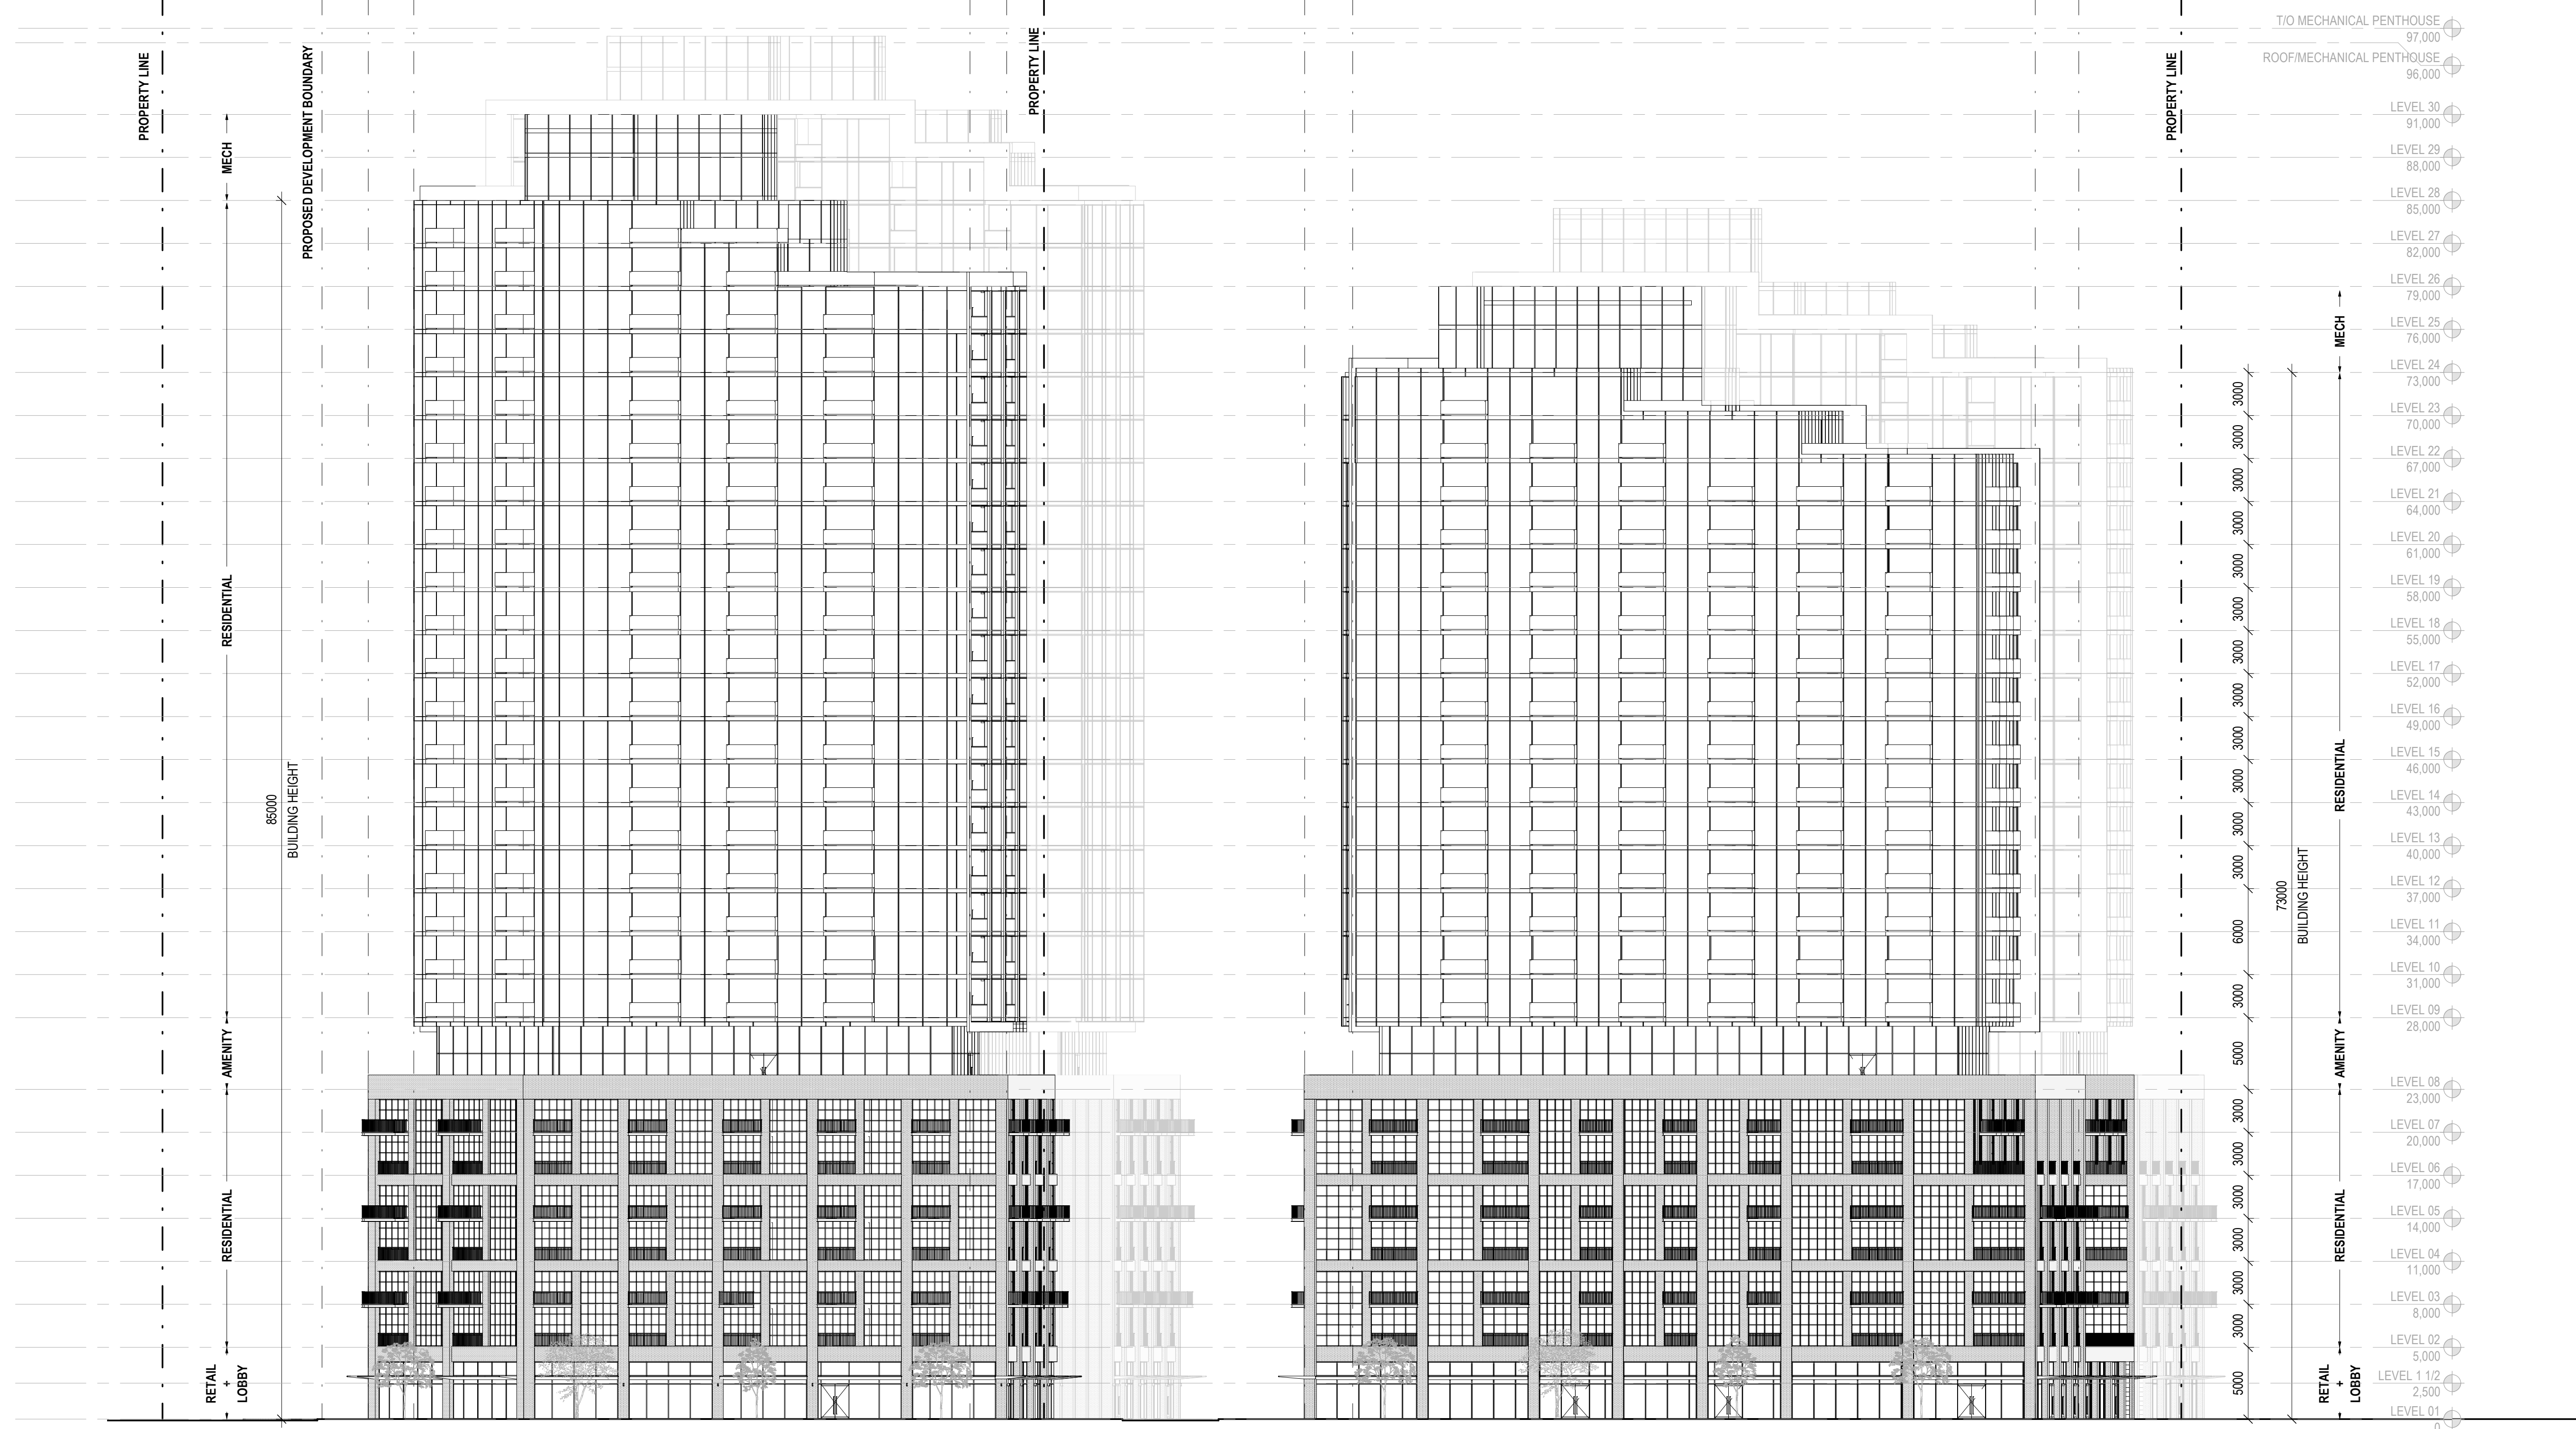 PROPERTY LINE
PROPOSED DEVELOPMENT BOUNDARY
PROPERTY LINE
PROPERTY LINE
MECH
RESIDENTIAL
AMENITY
RESIDENTIAL
RETAIL
+
LOBBY
85000
BUILDING HEIGHT
3000
3000
3000
3000
3000
3000
3000
3000
3000
3000
3000
3000
6000
3000
5000
3000
3000
3000
3000
3000
3000
5000
73000
BUILDING HEIGHT
MECH
RESIDENTIAL
AMENITY
RESIDENTIAL
RETAIL
+
LOBBY
T/O MECHANICAL PENTHOUSE
97,000
ROOF/MECHANICAL PENTHOUSE
96,000
LEVEL 30
91,000
LEVEL 29
88,000
LEVEL 28
85,000
LEVEL 27
82,000
LEVEL 26
79,000
LEVEL 25
76,000
LEVEL 24
73,000
LEVEL 23
70,000
LEVEL 22
67,000
LEVEL 21
64,000
LEVEL 20
61,000
LEVEL 19
58,000
LEVEL 18
55,000
LEVEL 17
52,000
LEVEL 16
49,000
LEVEL 15
46,000
LEVEL 14
43,000
LEVEL 13
40,000
LEVEL 12
37,000
LEVEL 11
34,000
LEVEL 10
31,000
LEVEL 09
28,000
LEVEL 08
23,000
LEVEL 07
20,000
LEVEL 06
17,000
LEVEL 05
14,000
LEVEL 04
11,000
LEVEL 03
8,000
LEVEL 02
5,000
LEVEL 1 1/2
2,500
LEVEL 01
0